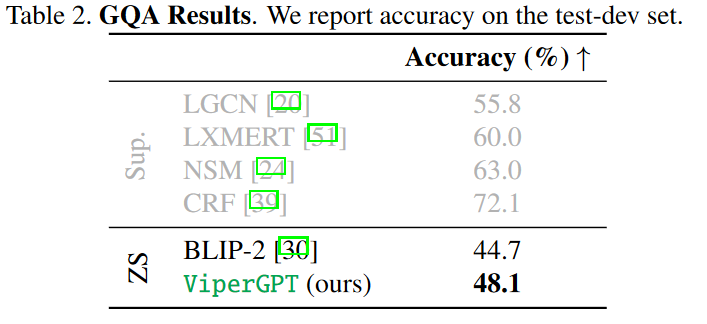 Table 2. GQA Results. We report accuracy on the test-dev set.
Accuracy (%) ↑
Sup.
LGCN [20] 55.8
LXMERT [51] 60.0
NSM [24] 63.0
CRF [39] 72.1
ZS
BLIP-2 [30] 44.7
ViperGPT (ours) 48.1